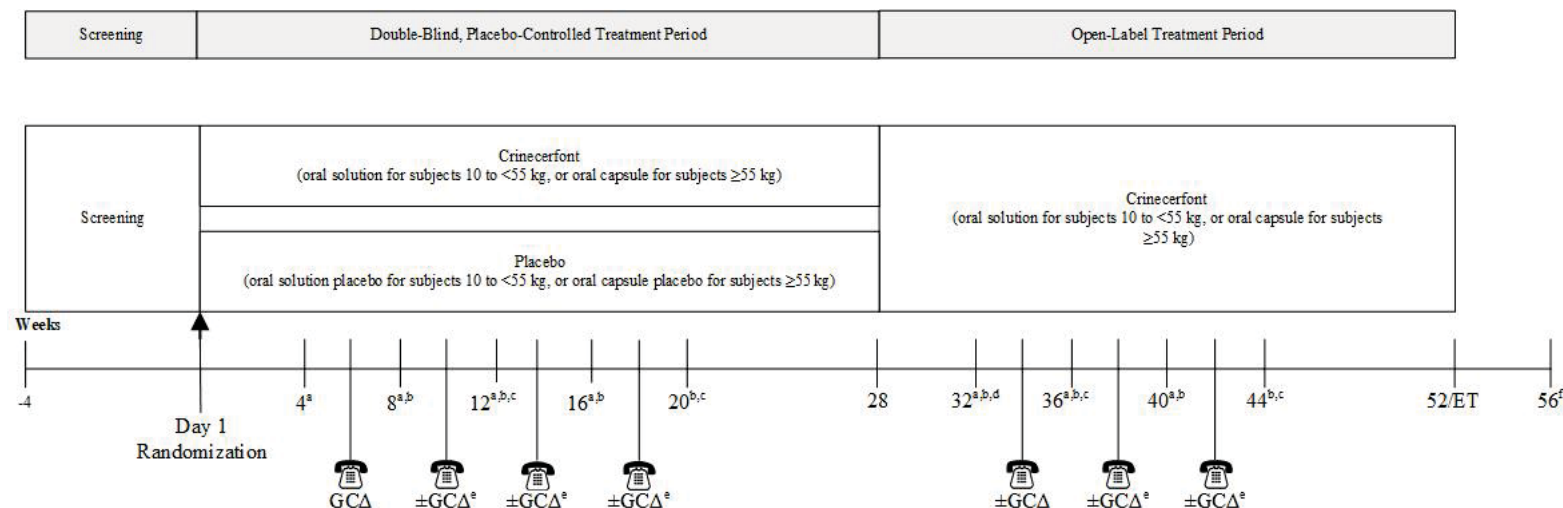 Screening
Double-Blind, Placebo-Controlled Treatment Period
Open-Label Treatment Period
Crinecerfont
(oral solution for subjects 10 to <55 kg, or oral capsule for subjects ≥55 kg)
Screening
Crinecerfont
(oral solution for subjects 10 to <55 kg, or oral capsule for subjects
≥55 kg)
Placebo
(oral solution placebo for subjects 10 to <55 kg, or oral capsule placebo for subjects ≥55 kg)
Weeks
-4
4ᵃ
8ᵃ,ᵇ
12ᵃ,ᵇ,ᶜ
16ᵃ,ᵇ
20ᵇ,ᶜ
28
32ᵃ,ᵇ,ᵈ
36ᵃ,ᵇ,ᶜ
40ᵃ,ᵇ
44ᵇ,ᶜ
52/ET
56ᶠ
Day 1
Randomization
GCΔ
±GCΔᵉ
±GCΔᵉ
±GCΔᵉ
±GCΔ
±GCΔᵉ
±GCΔᵉ